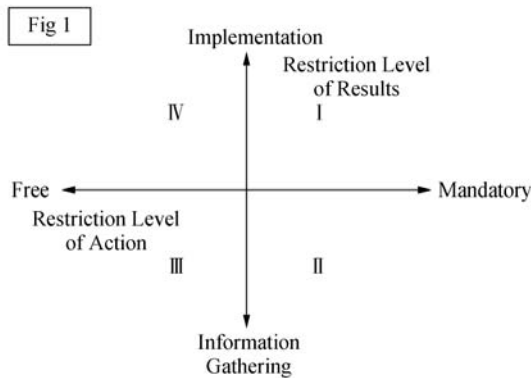 Fig 1
Implementation
Restriction Level
of Results
Ⅳ
Ⅰ
Free
Mandatory
Restriction Level
of Action
Ⅲ
Ⅱ
Information
Gathering